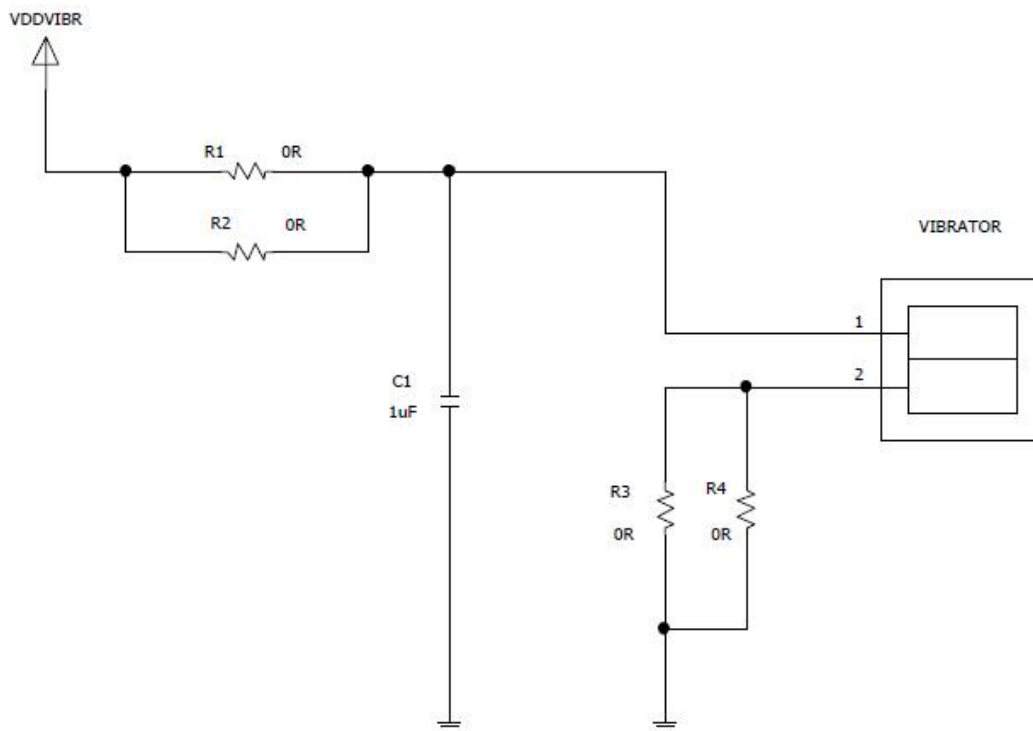 VDDVIBR
R1 0R
R2 0R
VIBRATOR
1
2
C1
1uF
R3 R4
0R 0R